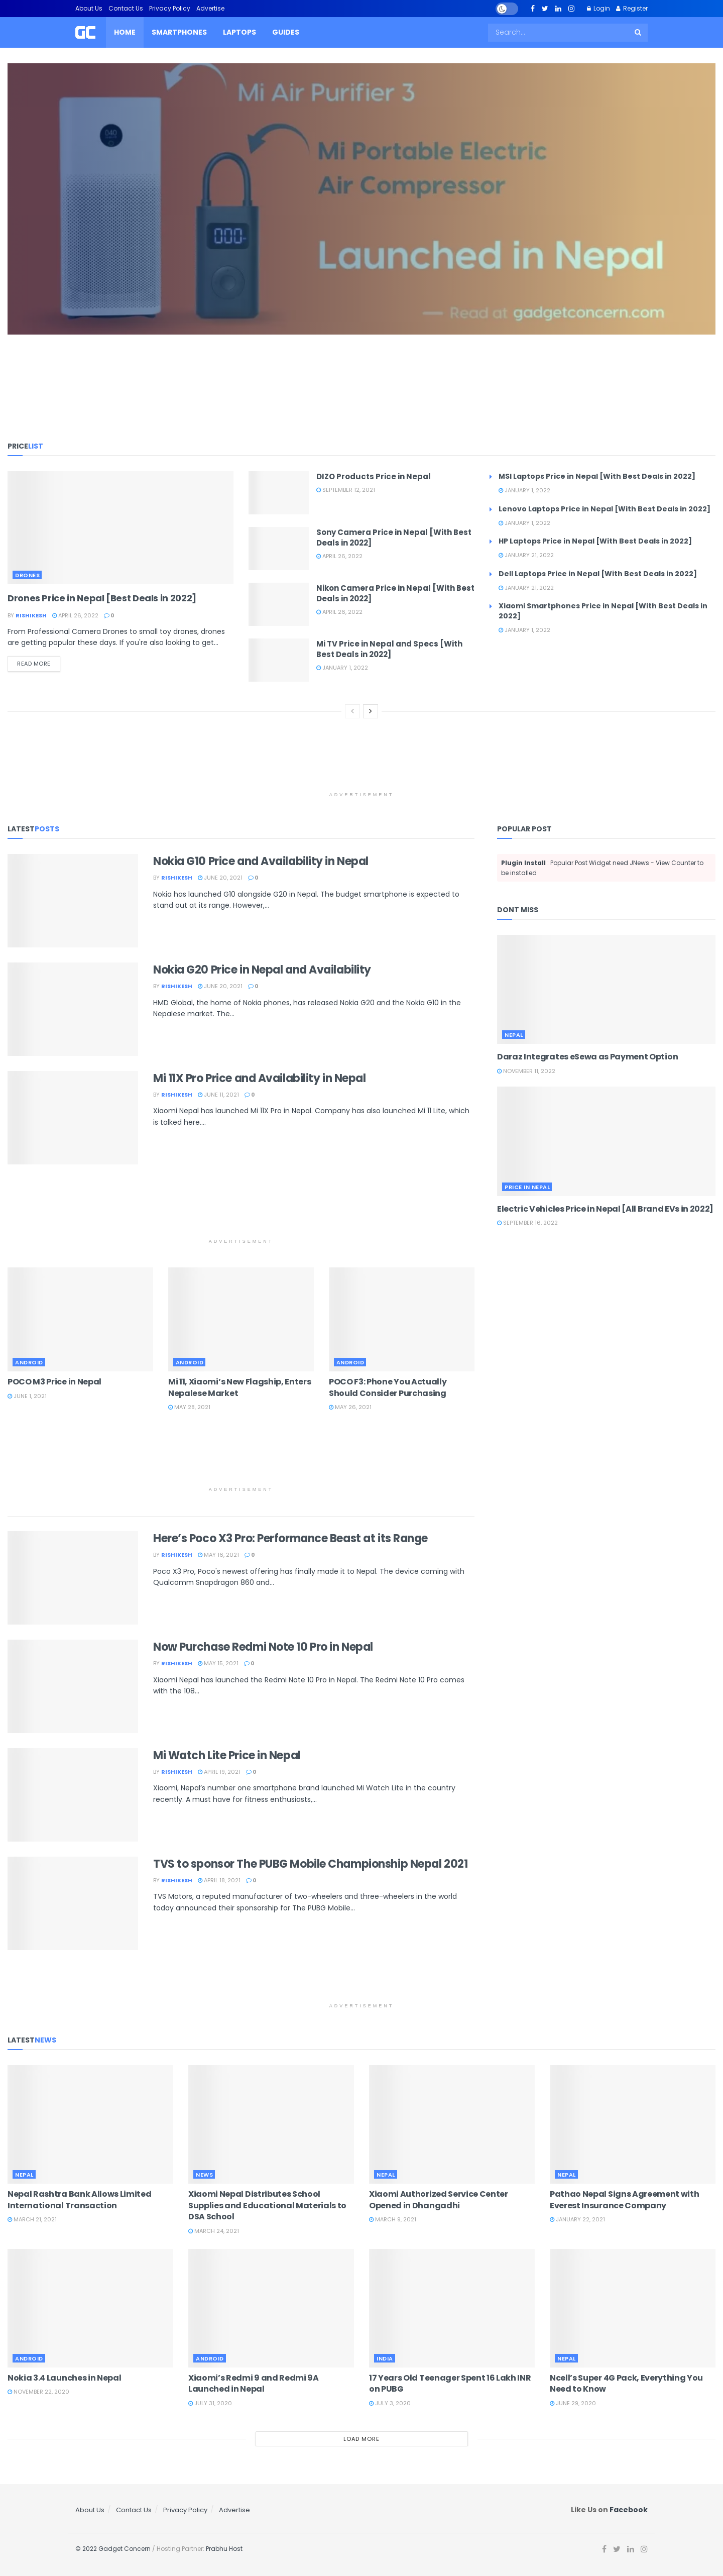 About Us Contact Us Privacy Policy Advertise
Login Register
GC HOME SMARTPHONES LAPTOPS GUIDES
Search...
Mi Air Purifier 3
Mi Portable Electric
Air Compressor
Launched in Nepal
Read at gadgetconcern.com
PRICELIST
DRONES
Drones Price in Nepal [Best Deals in 2022]
BY RISHIKESH APRIL 26, 2022 0
From Professional Camera Drones to small toy drones, drones
are getting popular these days. If you're also looking to get...
READ MORE
DIZO Products Price in Nepal
SEPTEMBER 12, 2021
Sony Camera Price in Nepal [With Best
Deals in 2022]
APRIL 26, 2022
Nikon Camera Price in Nepal [With Best
Deals in 2022]
APRIL 26, 2022
Mi TV Price in Nepal and Specs [With
Best Deals in 2022]
JANUARY 1, 2022
MSI Laptops Price in Nepal [With Best Deals in 2022]
JANUARY 1, 2022
Lenovo Laptops Price in Nepal [With Best Deals in 2022]
JANUARY 1, 2022
HP Laptops Price in Nepal [With Best Deals in 2022]
JANUARY 21, 2022
Dell Laptops Price in Nepal [With Best Deals in 2022]
JANUARY 21, 2022
Xiaomi Smartphones Price in Nepal [With Best Deals in
2022]
JANUARY 1, 2022
ADVERTISEMENT
LATESTPOSTS
Nokia G10 Price and Availability in Nepal
BY RISHIKESH JUNE 20, 2021 0
Nokia has launched G10 alongside G20 in Nepal. The budget smartphone is expected to
stand out at its range. However,...
Nokia G20 Price in Nepal and Availability
BY RISHIKESH JUNE 20, 2021 0
HMD Global, the home of Nokia phones, has released Nokia G20 and the Nokia G10 in the
Nepalese market. The...
Mi 11X Pro Price and Availability in Nepal
BY RISHIKESH JUNE 11, 2021 0
Xiaomi Nepal has launched Mi 11X Pro in Nepal. Company has also launched Mi 11 Lite, which
is talked here....
ADVERTISEMENT
ANDROID
POCO M3 Price in Nepal
JUNE 1, 2021
ANDROID
Mi 11, Xiaomi's New Flagship, Enters
Nepalese Market
MAY 28, 2021
ANDROID
POCO F3: Phone You Actually
Should Consider Purchasing
MAY 26, 2021
ADVERTISEMENT
Here's Poco X3 Pro: Performance Beast at its Range
BY RISHIKESH MAY 16, 2021 0
Poco X3 Pro, Poco's newest offering has finally made it to Nepal. The device coming with
Qualcomm Snapdragon 860 and...
Now Purchase Redmi Note 10 Pro in Nepal
BY RISHIKESH MAY 15, 2021 0
Xiaomi Nepal has launched the Redmi Note 10 Pro in Nepal. The Redmi Note 10 Pro comes
with the 108...
Mi Watch Lite Price in Nepal
BY RISHIKESH APRIL 19, 2021 0
Xiaomi, Nepal's number one smartphone brand launched Mi Watch Lite in the country
recently. A must have for fitness enthusiasts,...
TVS to sponsor The PUBG Mobile Championship Nepal 2021
BY RISHIKESH APRIL 18, 2021 0
TVS Motors, a reputed manufacturer of two-wheelers and three-wheelers in the world
today announced their sponsorship for The PUBG Mobile...
POPULAR POST
Plugin Install : Popular Post Widget need JNews - View Counter to
be installed
DONT MISS
NEPAL
Daraz Integrates eSewa as Payment Option
NOVEMBER 11, 2022
PRICE IN NEPAL
Electric Vehicles Price in Nepal [All Brand EVs in 2022]
SEPTEMBER 16, 2022
ADVERTISEMENT
LATESTNEWS
NEPAL
Nepal Rashtra Bank Allows Limited
International Transaction
MARCH 21, 2021
NEWS
Xiaomi Nepal Distributes School
Supplies and Educational Materials to
DSA School
MARCH 24, 2021
NEPAL
Xiaomi Authorized Service Center
Opened in Dhangadhi
MARCH 9, 2021
NEPAL
Pathao Nepal Signs Agreement with
Everest Insurance Company
JANUARY 22, 2021
ANDROID
Nokia 3.4 Launches in Nepal
NOVEMBER 22, 2020
ANDROID
Xiaomi's Redmi 9 and Redmi 9A
Launched in Nepal
JULY 31, 2020
INDIA
17 Years Old Teenager Spent 16 Lakh INR
on PUBG
JULY 3, 2020
NEPAL
Ncell's Super 4G Pack, Everything You
Need to Know
JUNE 29, 2020
LOAD MORE
About Us / Contact Us / Privacy Policy / Advertise
Like Us on Facebook
© 2022 Gadget Concern / Hosting Partner: Prabhu Host